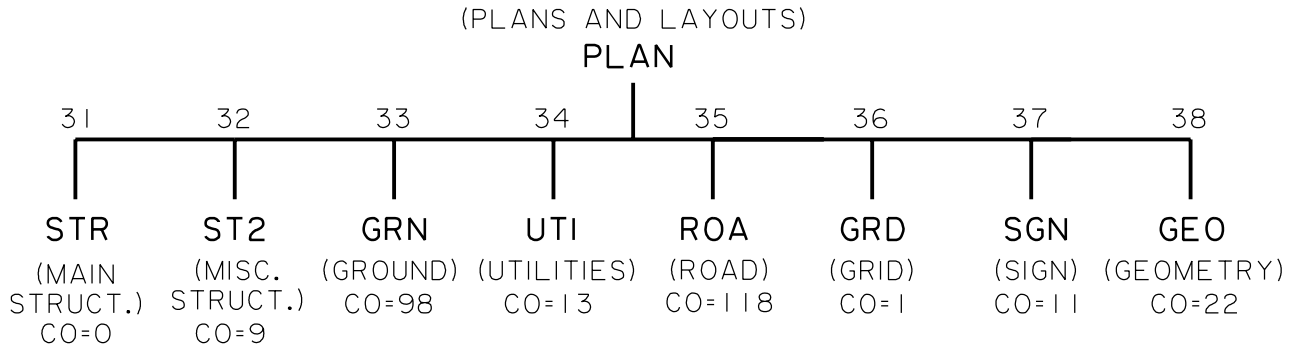 (PLANS AND LAYOUTS)
PLAN
31 32 33 34 35 36 37 38
STR ST2 GRN UTI ROA GRD SGN GEO
(MAIN STRUCT.) CO=0
(MISC. STRUCT.) CO=9
(GROUND) CO=98
(UTILITIES) CO=13
(ROAD) CO=118
(GRID) CO=1
(SIGN) CO=11
(GEOMETRY) CO=22